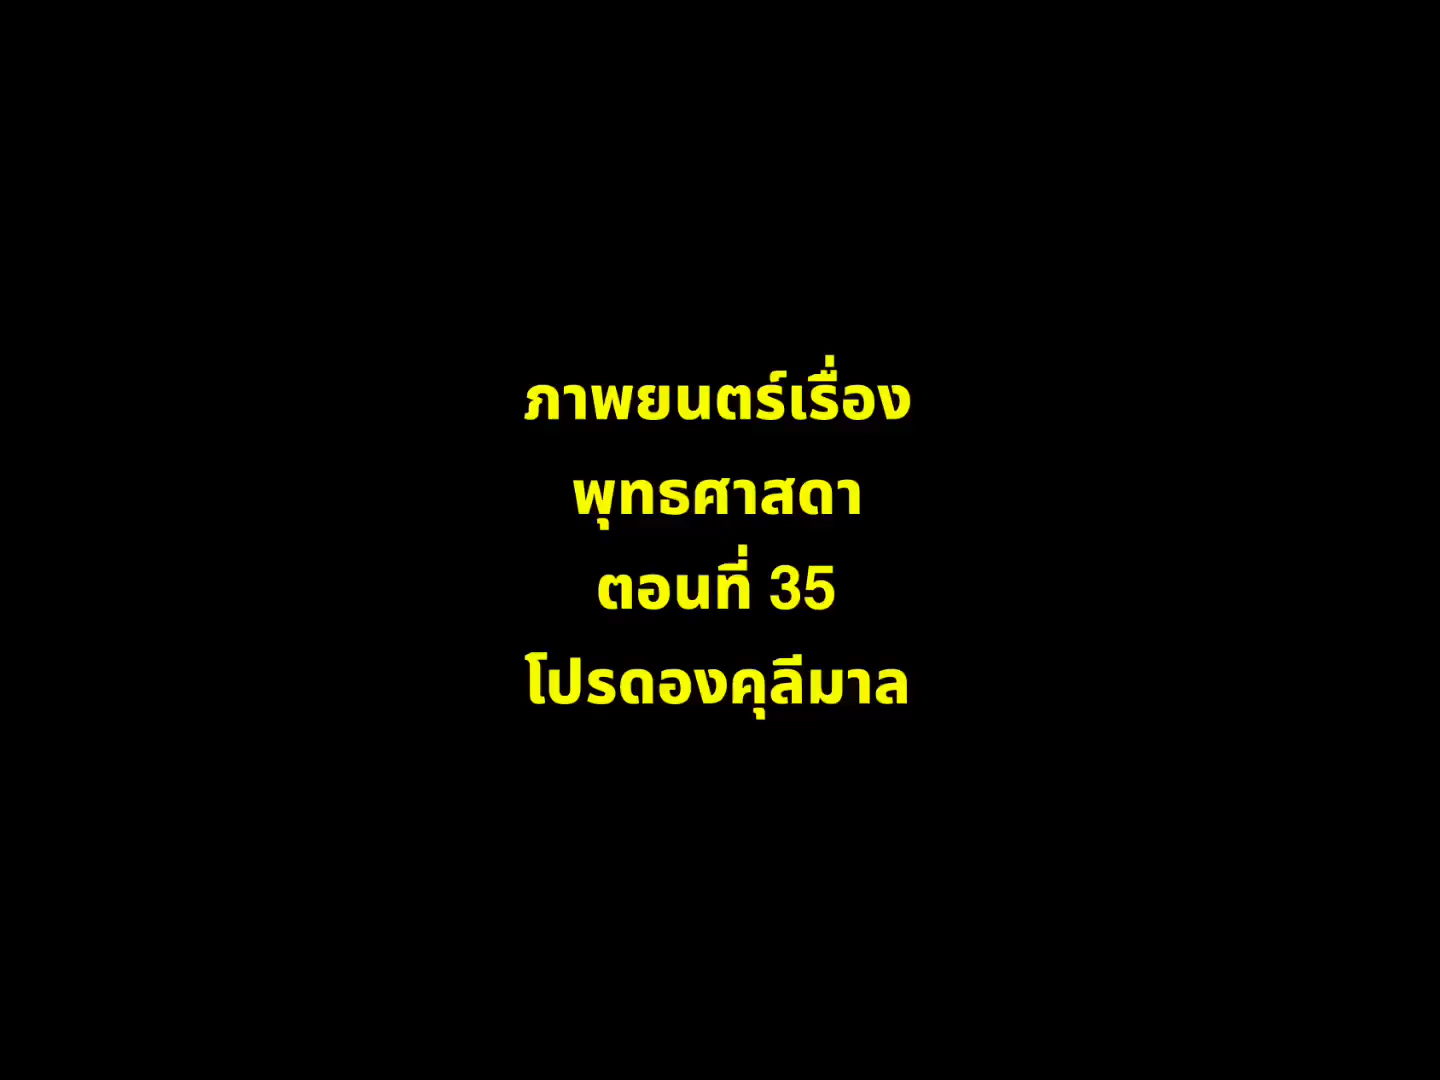 ภาพยนตร์เรื่อง
พุทธศาสดา
ตอนที่ 35
โปรดองคุลีมาล